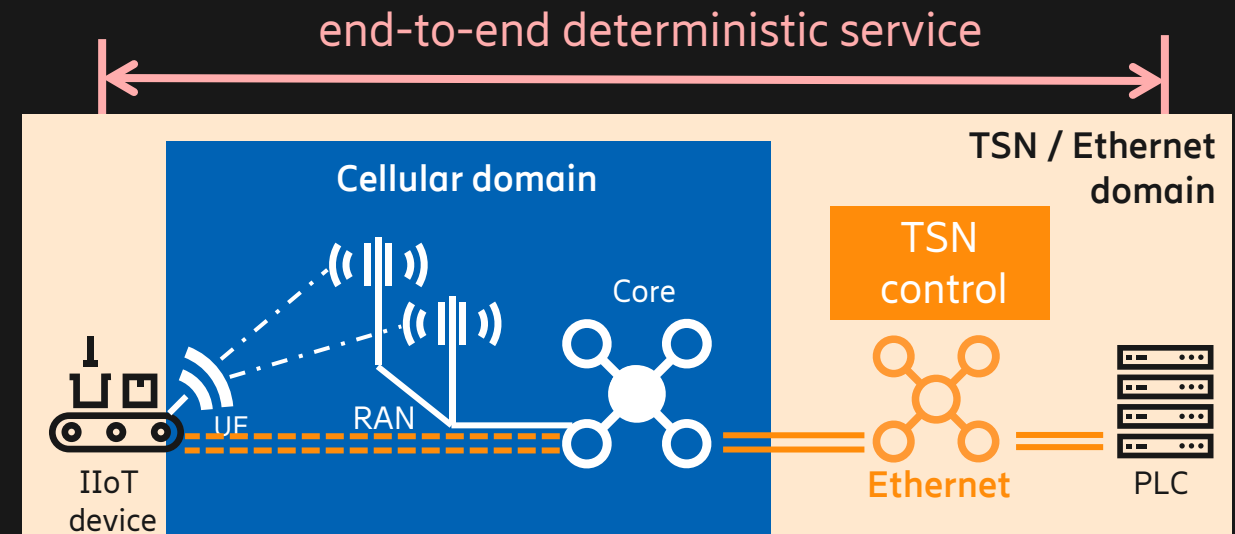 end-to-end deterministic service
TSN / Ethernet
domain
Cellular domain
TSN
control
Core
RAN
UE
Ethernet
IIoT
device
PLC